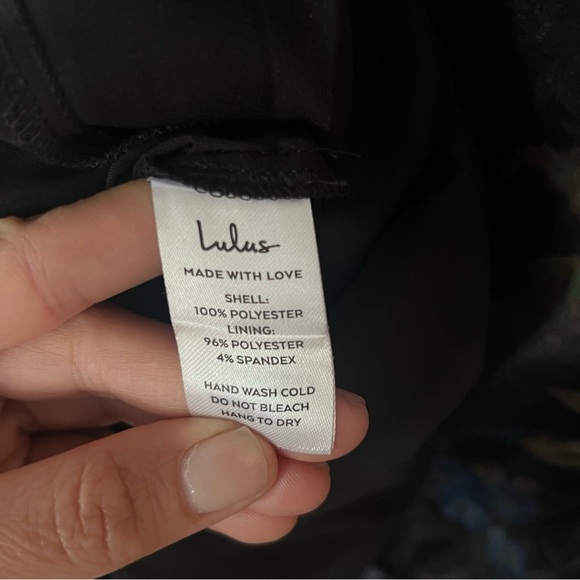 Lulus
MADE WITH LOVE
SHELL:
100% POLYESTER
LINING:
96% POLYESTER
4% SPANDEX
HAND WASH COLD
DO NOT BLEACH
HANG TO DRY